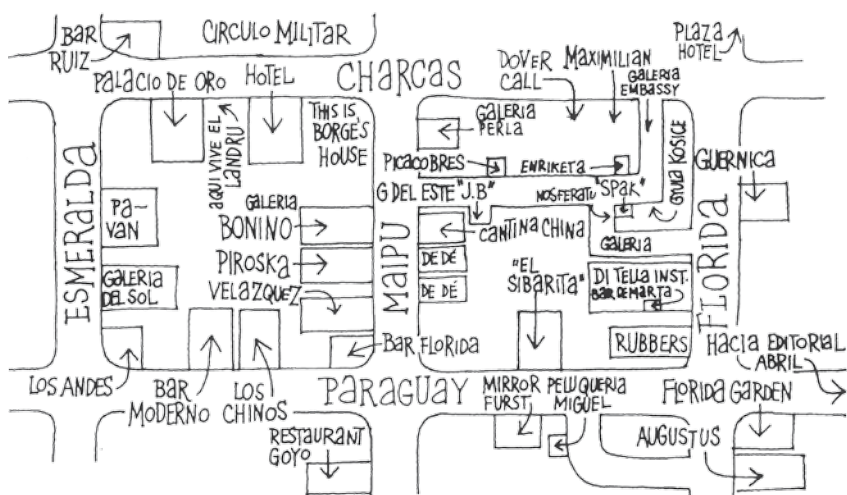 BAR
RUIZ
CIRCULO MILITAR
PLAZA
HOTEL
PALACIO DE ORO
HOTEL
CHARCAS
DOVER
CALL
MAXIMILIAN
GALERIA
EMBASSY
AQUI VIVE EL
LANDRU
THIS IS
BORGE'S
HOUSE
GALERIA
PERLA
PICACOBRES
ENRIKETA
GYULA KOSICE
GUERNICA
ESMERALDA
PA-
VAN
GALERIA
BONINO
MAIPU
G DEL ESTE "J.B"
NOSFERATU
"SPAK"
CANTINA CHINA
GALERIA
FLORIDA
PIROSKA
DE DÉ
DE DÉ
"EL
SIBARITA"
DI TELLA INST.
BAR DE MARTA
GALERIA
DEL SOL
VELAZQUEZ
BAR FLORIDA
RUBBERS
HACIA EDITORIAL
ABRIL
LOS ANDES
BAR
MODERNO
LOS
CHINOS
PARAGUAY
MIRROR
FURST
PELUQUERIA
MIGUEL
FLORIDA GARDEN
RESTAURANT
GOYO
AUGUSTUS